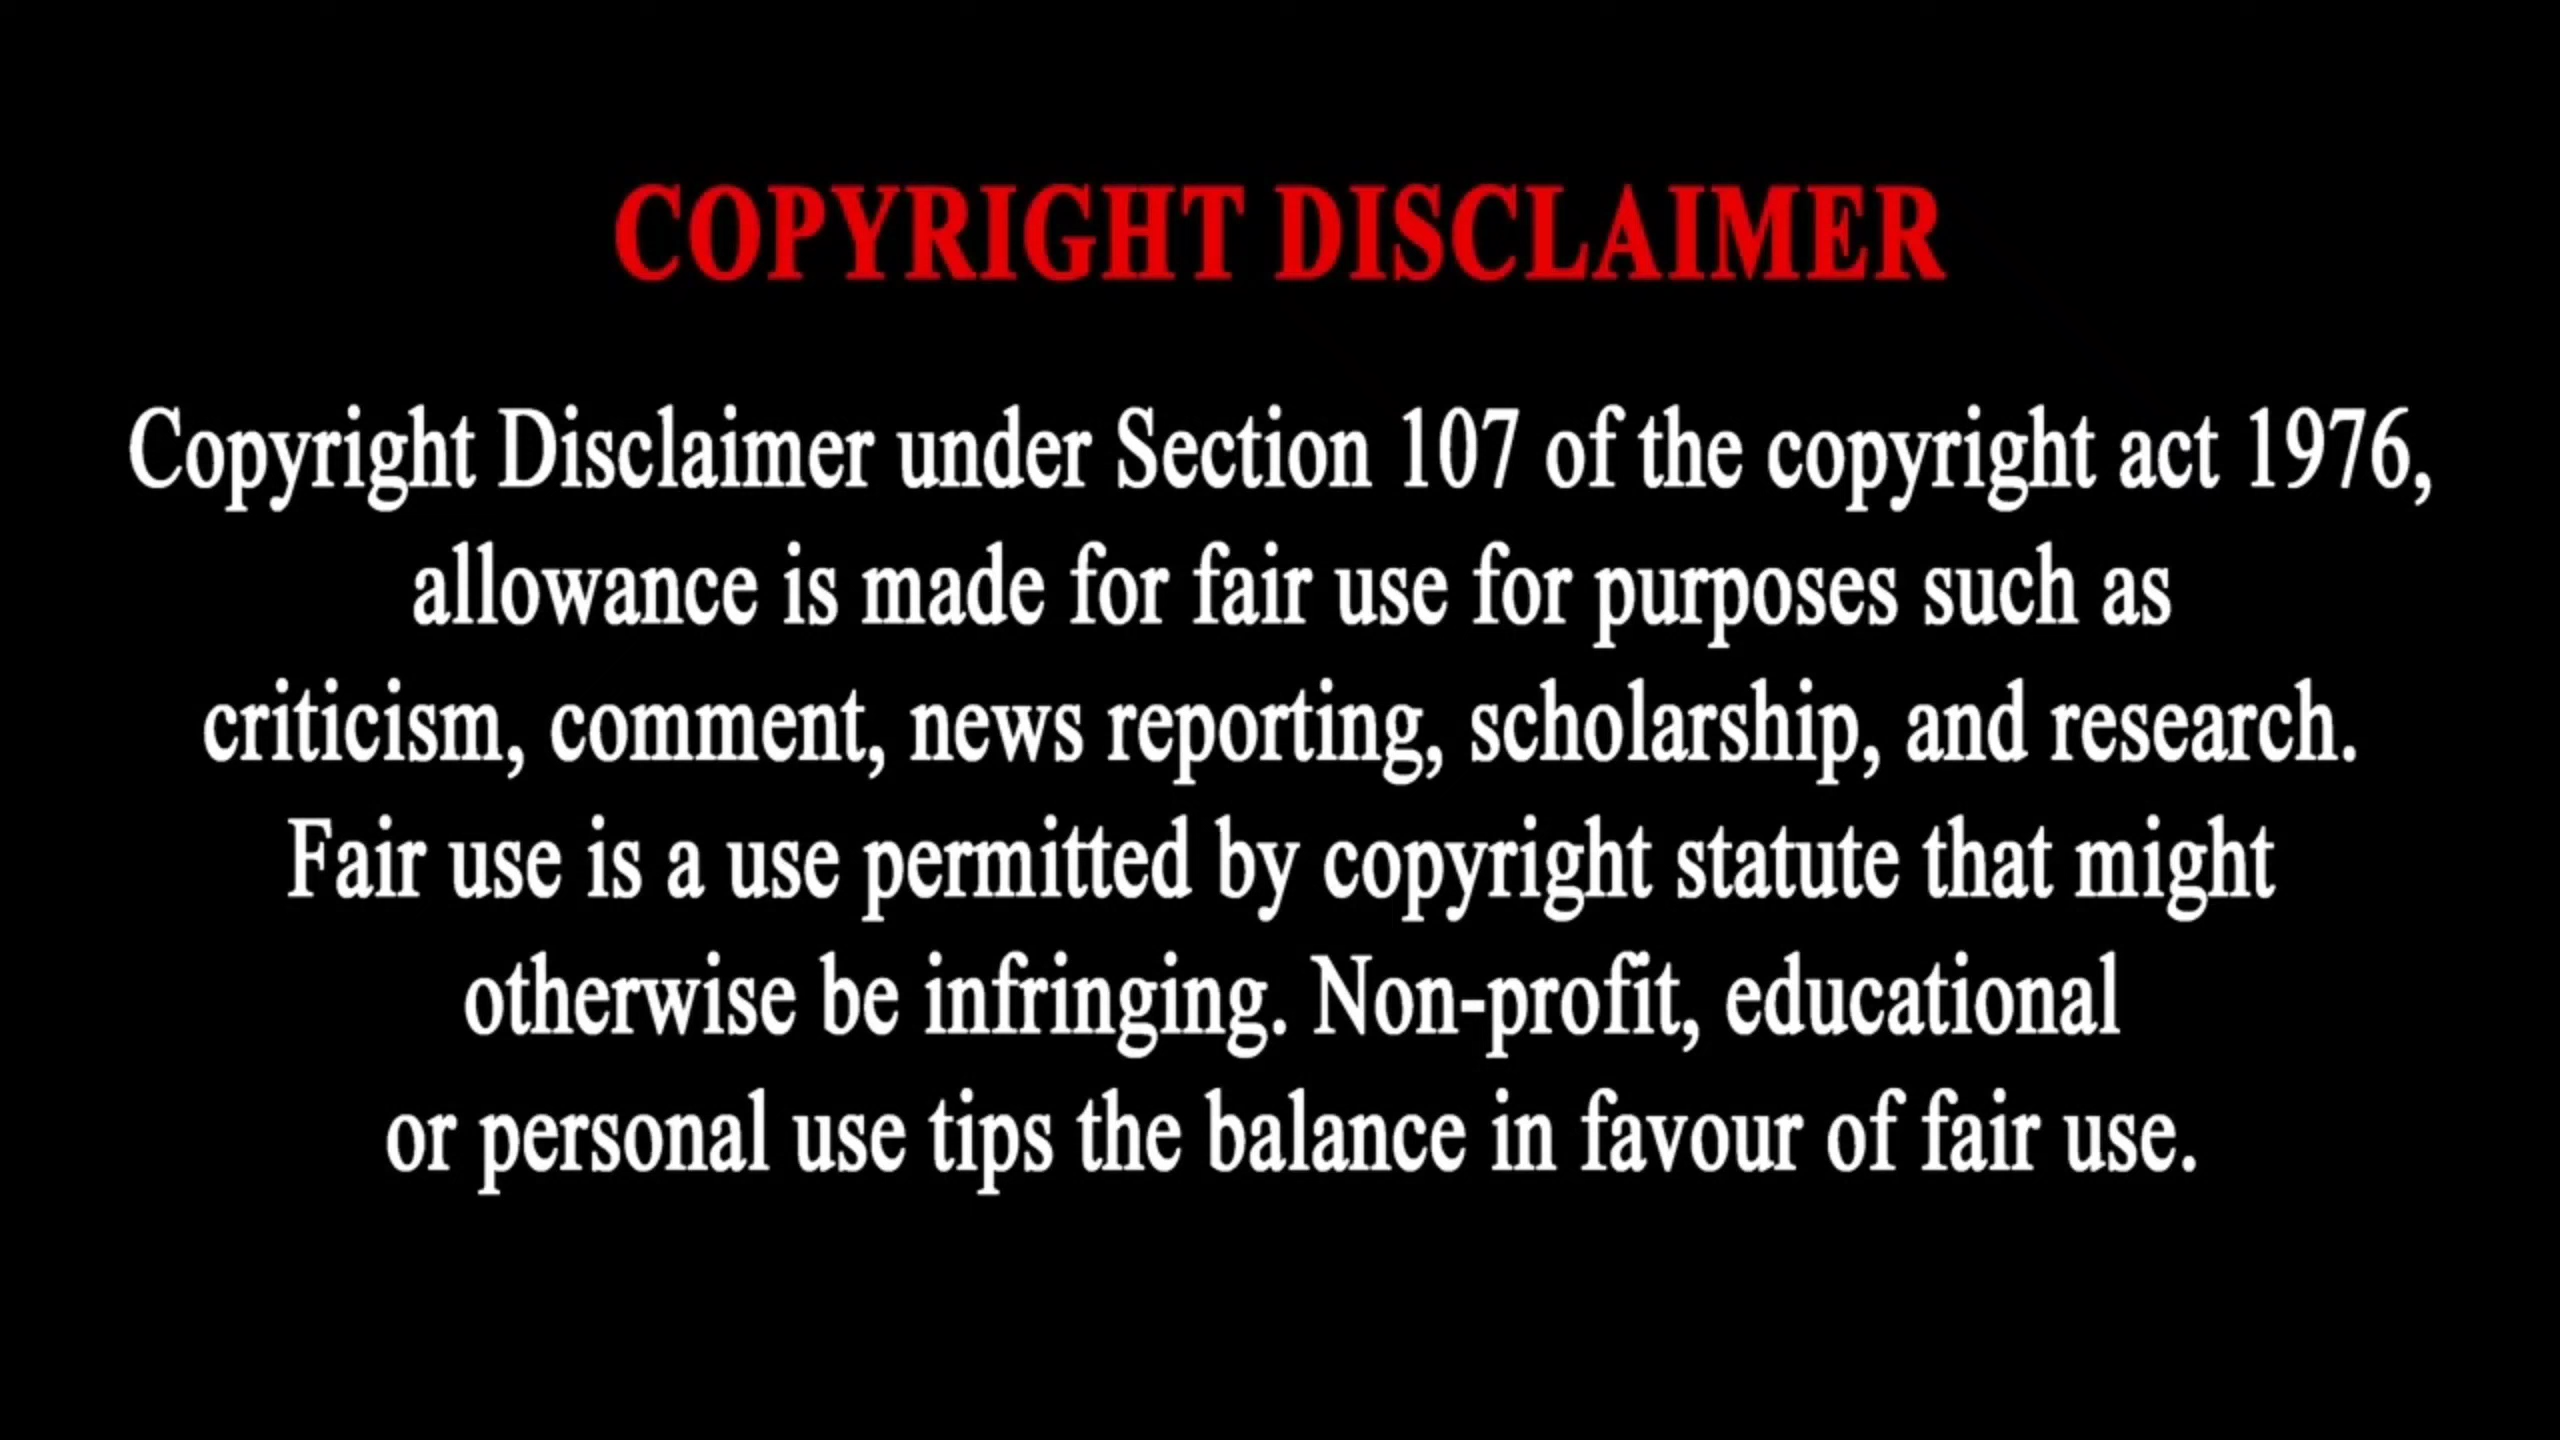 COPYRIGHT DISCLAIMER
Copyright Disclaimer under Section 107 of the copyright act 1976,
allowance is made for fair use for purposes such as
criticism, comment, news reporting, scholarship, and research.
Fair use is a use permitted by copyright statute that might
otherwise be infringing. Non-profit, educational
or personal use tips the balance in favour of fair use.